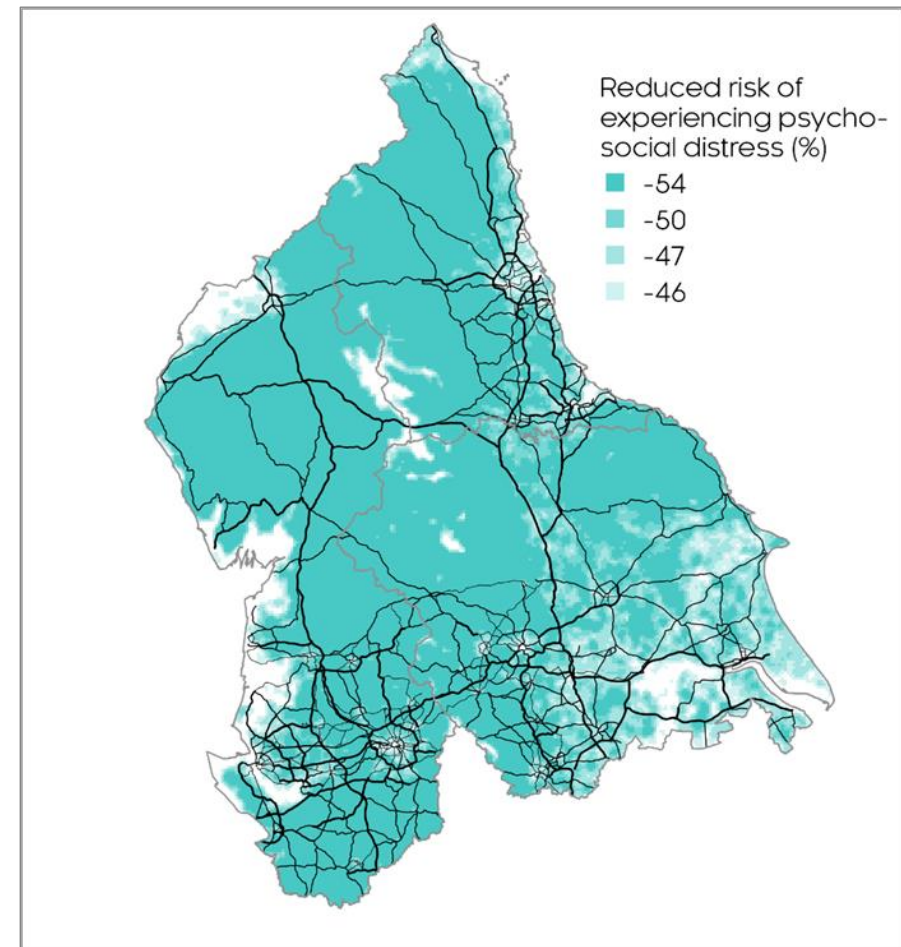 Reduced risk of
experiencing psycho-
social distress (%)
-54
-50
-47
-46